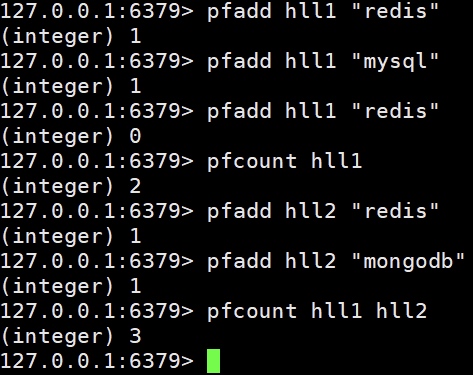 127.0.0.1:6379> pfadd hll1 "redis"
(integer) 1
127.0.0.1:6379> pfadd hll1 "mysql"
(integer) 1
127.0.0.1:6379> pfadd hll1 "redis"
(integer) 0
127.0.0.1:6379> pfcount hll1
(integer) 2
127.0.0.1:6379> pfadd hll2 "redis"
(integer) 1
127.0.0.1:6379> pfadd hll2 "mongodb"
(integer) 1
127.0.0.1:6379> pfcount hll1 hll2
(integer) 3
127.0.0.1:6379>